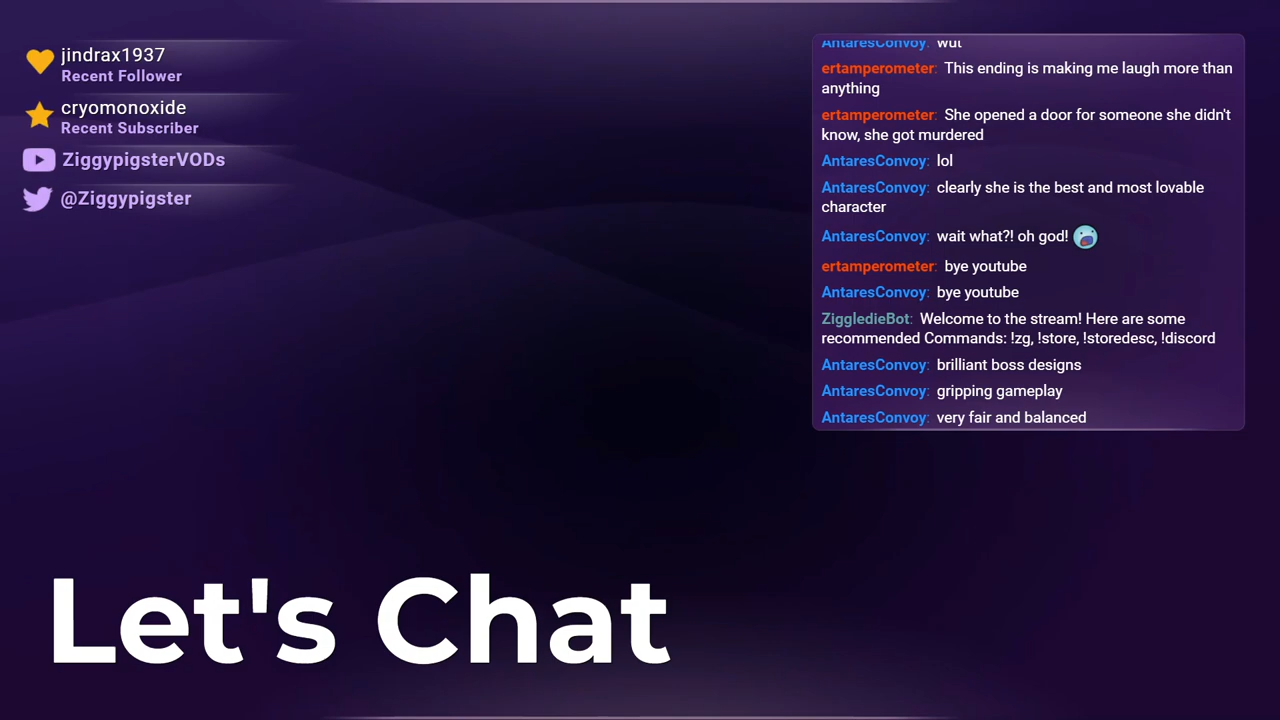 jindrax1937
Recent Follower
cryomonoxide
Recent Subscriber
ZiggypigsterVODs
@Ziggypigster
AntaresConvoy: wut
ertamperometer: This ending is making me laugh more than
anything
ertamperometer: She opened a door for someone she didn't
know, she got murdered
AntaresConvoy: lol
AntaresConvoy: clearly she is the best and most lovable
character
AntaresConvoy: wait what?! oh god!
ertamperometer: bye youtube
AntaresConvoy: bye youtube
ZiggledieBot: Welcome to the stream! Here are some
recommended Commands: !zg, !store, !storedesc, !discord
AntaresConvoy: brilliant boss designs
AntaresConvoy: gripping gameplay
AntaresConvoy: very fair and balanced
Let's Chat